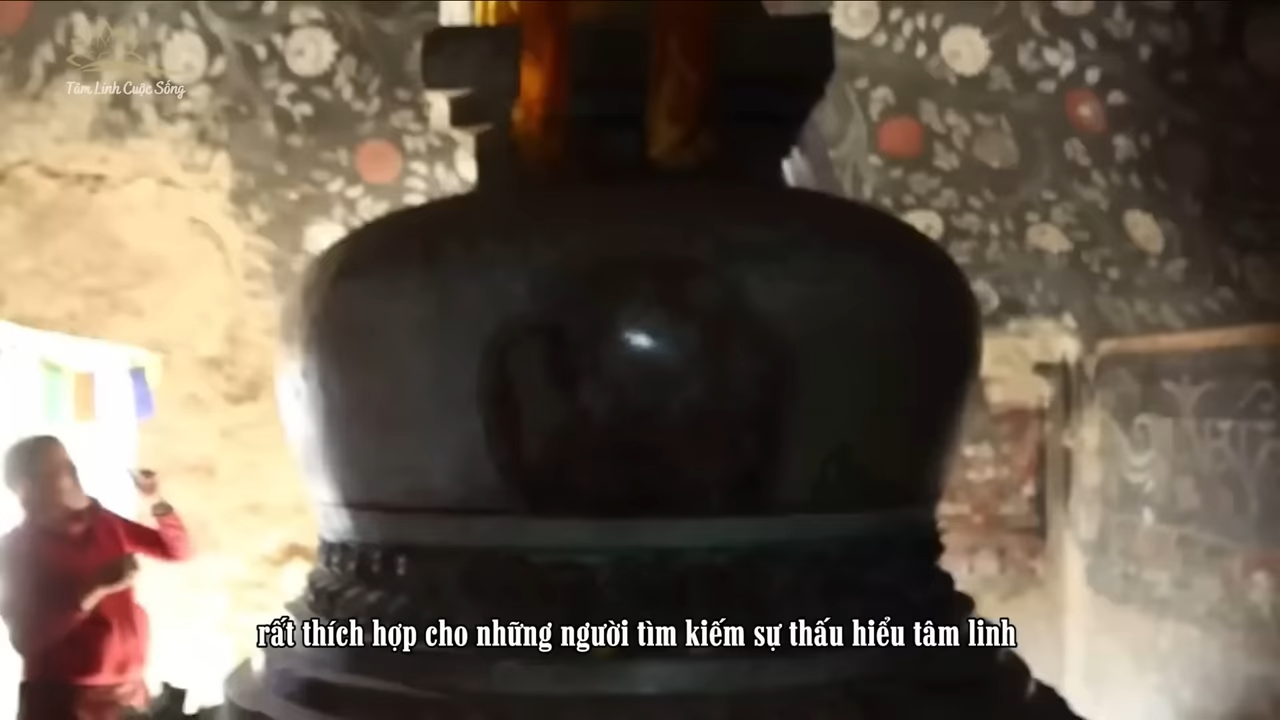 Tâm Linh Cuộc Sống
rất thích hợp cho những người tìm kiếm sự thấu hiểu tâm linh